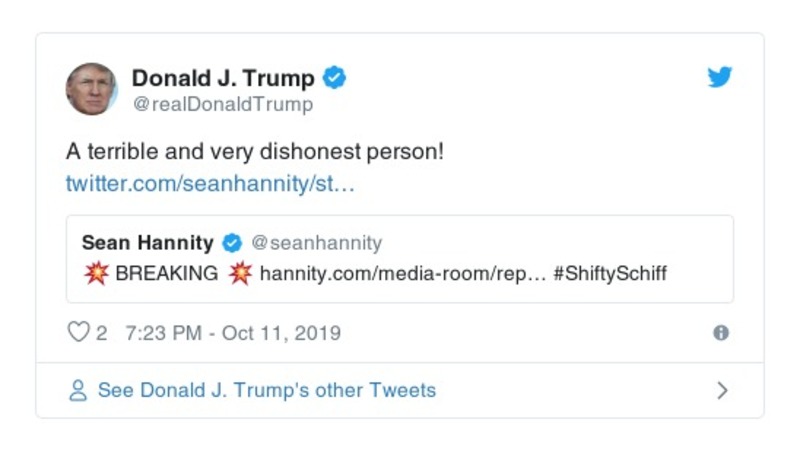 Donald J. Trump
@realDonaldTrump
A terrible and very dishonest person!
twitter.com/seanhannity/st…
Sean Hannity @seanhannity
💥 BREAKING 💥 hannity.com/media-room/rep… #ShiftySchiff
2 7:23 PM - Oct 11, 2019
See Donald J. Trump's other Tweets